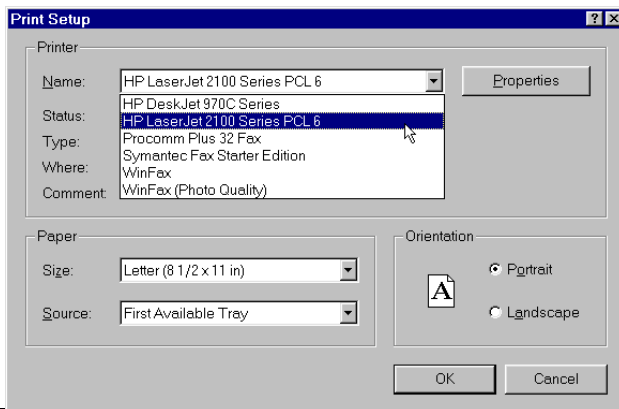 Print Setup
Printer
Name:
HP LaserJet 2100 Series PCL 6
Properties
HP DeskJet 970C Series
Status:
HP LaserJet 2100 Series PCL 6
Type:
Procomm Plus 32 Fax
Symantec Fax Starter Edition
Where:
WinFax
Comment:
WinFax (Photo Quality)
Paper
Orientation
Size:
Letter (8 1/2 x 11 in)
Portrait
A
Source:
First Available Tray
Landscape
OK
Cancel